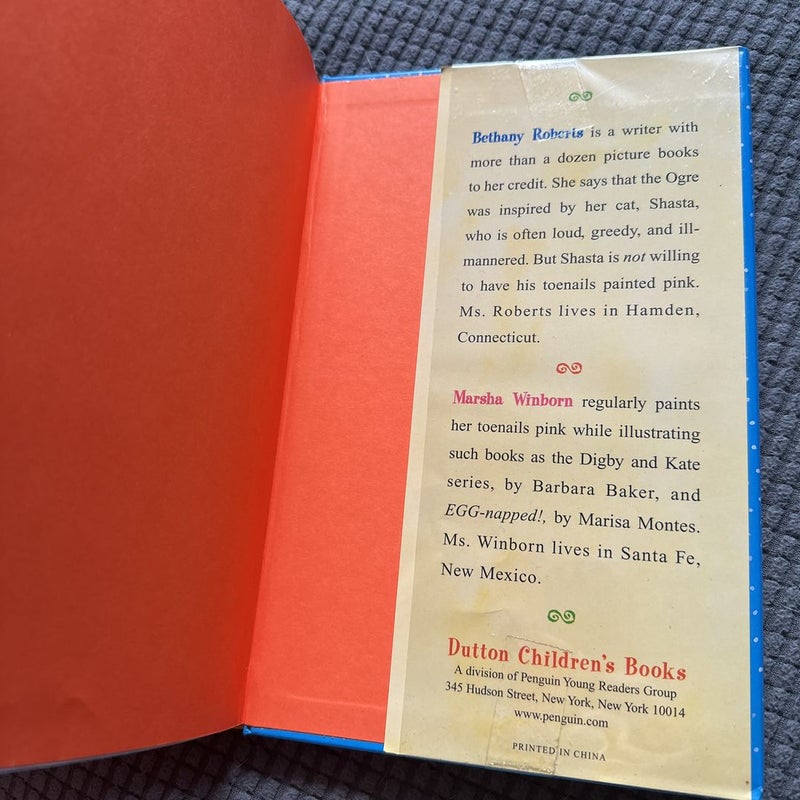 Bethany Roberts is a writer with
more than a dozen picture books
to her credit. She says that the Ogre
was inspired by her cat, Shasta,
who is often loud, greedy, and ill-
mannered. But Shasta is not willing
to have his toenails painted pink.
Ms. Roberts lives in Hamden,
Connecticut.
Marsha Winborn regularly paints
her toenails pink while illustrating
such books as the Digby and Kate
series, by Barbara Baker, and
EGG-napped!, by Marisa Montes.
Ms. Winborn lives in Santa Fe,
New Mexico.
Dutton Children's Books
A division of Penguin Young Readers Group
345 Hudson Street, New York, New York 10014
www.penguin.com
PRINTED IN CHINA